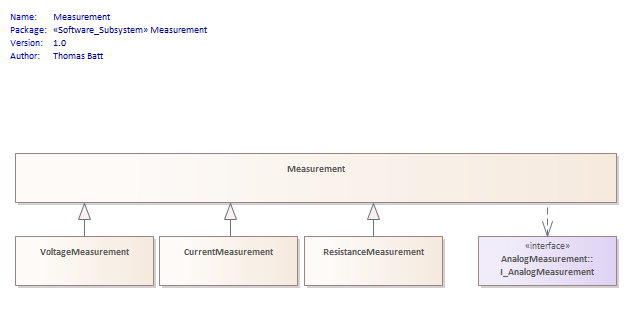 Name: Measurement
Package: «Software_Subsystem» Measurement
Version: 1.0
Author: Thomas Batt
Measurement
VoltageMeasurement
CurrentMeasurement
ResistanceMeasurement
«interface»
AnalogMeasurement::
I_AnalogMeasurement